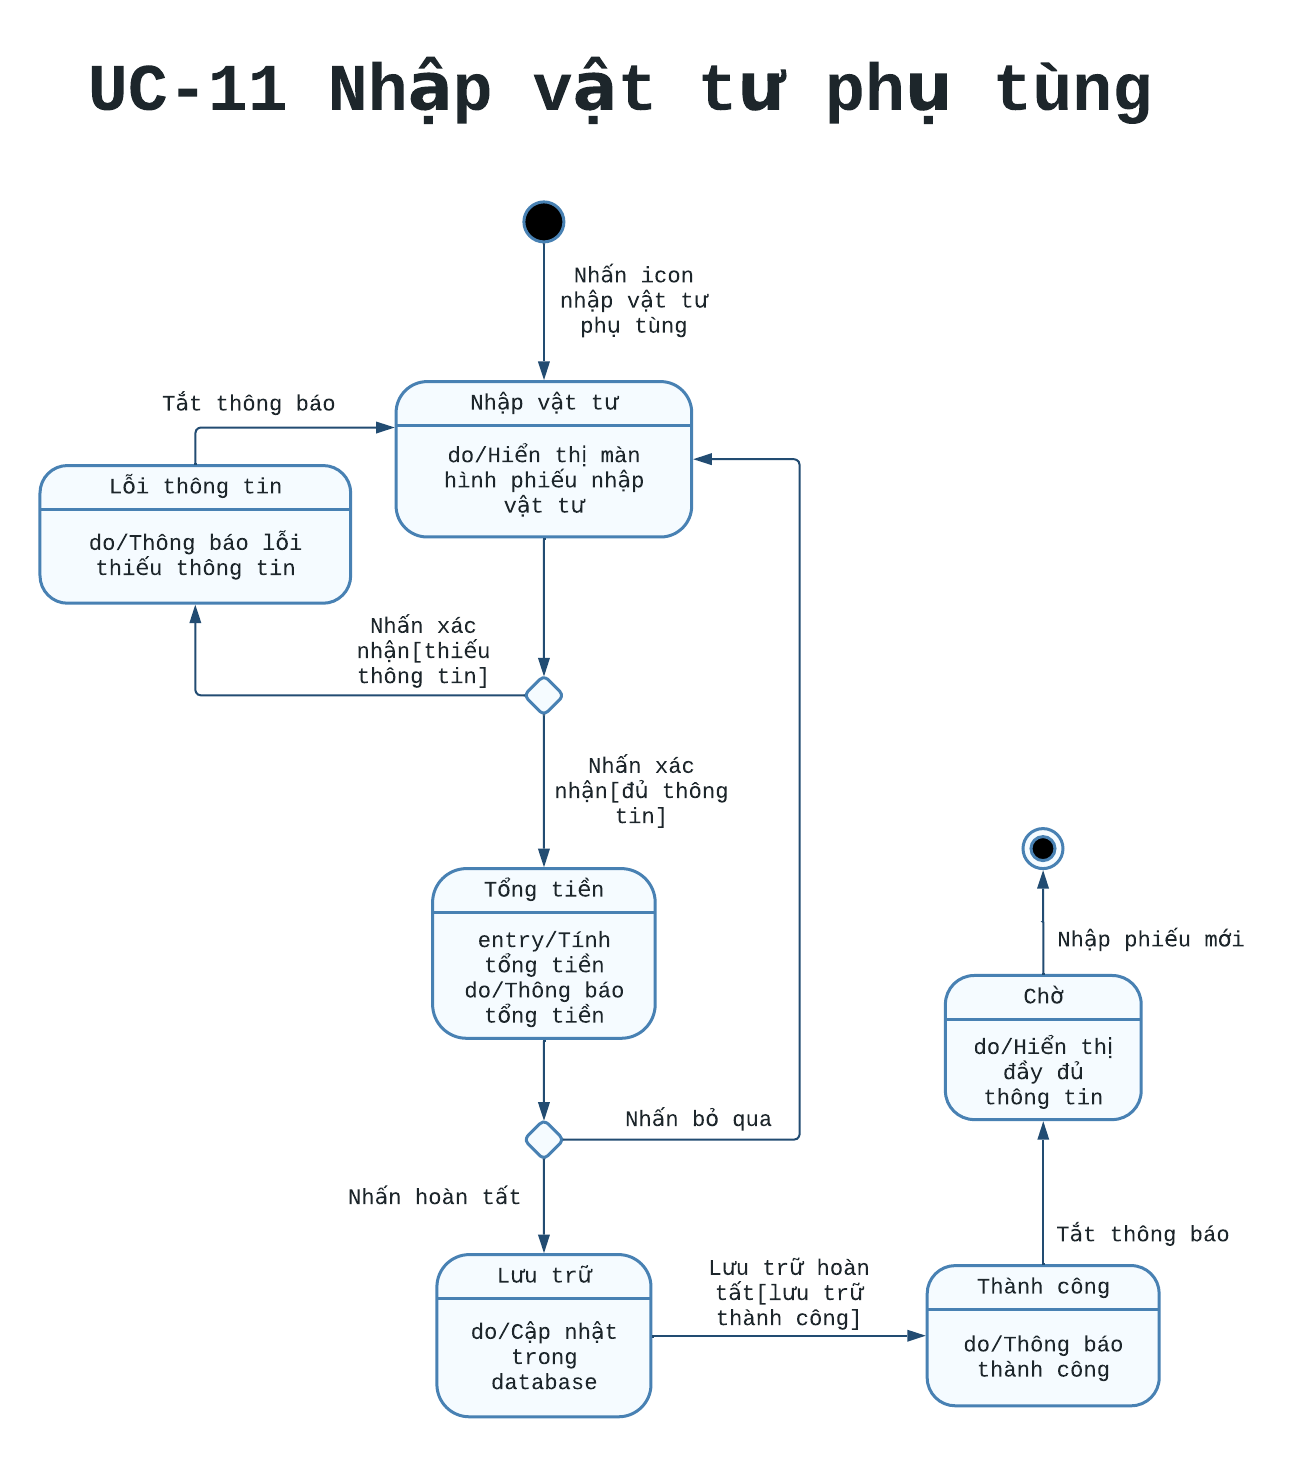 UC-11 Nhập vật tư phụ tùng
Nhấn icon
nhập vật tư
phụ tùng
Tắt thông báo
Nhập vật tư
do/Hiển thị màn
hình phiếu nhập
vật tư
Lỗi thông tin
do/Thông báo lỗi
thiếu thông tin
Nhấn xác
nhận[thiếu
thông tin]
Nhấn xác
nhận[đủ thông
tin]
Tổng tiền
entry/Tính
tổng tiền
do/Thông báo
tổng tiền
Nhấn bỏ qua
Nhấn hoàn tất
Lưu trữ
do/Cập nhật
trong
database
Lưu trữ hoàn
tất[lưu trữ
thành công]
Thành công
do/Thông báo
thành công
Tắt thông báo
Chờ
do/Hiển thị
đầy đủ
thông tin
Nhập phiếu mới